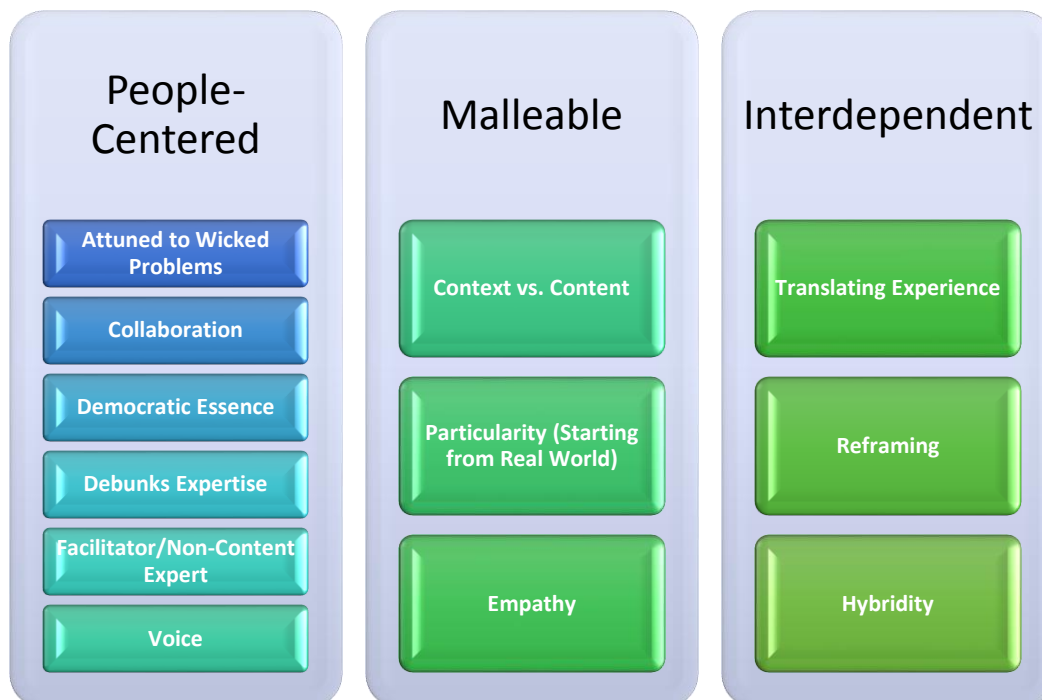 People-
Centered
Attuned to Wicked
Problems
Collaboration
Democratic Essence
Debunks Expertise
Facilitator/Non-Content
Expert
Voice
Malleable
Context vs. Content
Particularity (Starting
from Real World)
Empathy
Interdependent
Translating Experience
Reframing
Hybridity